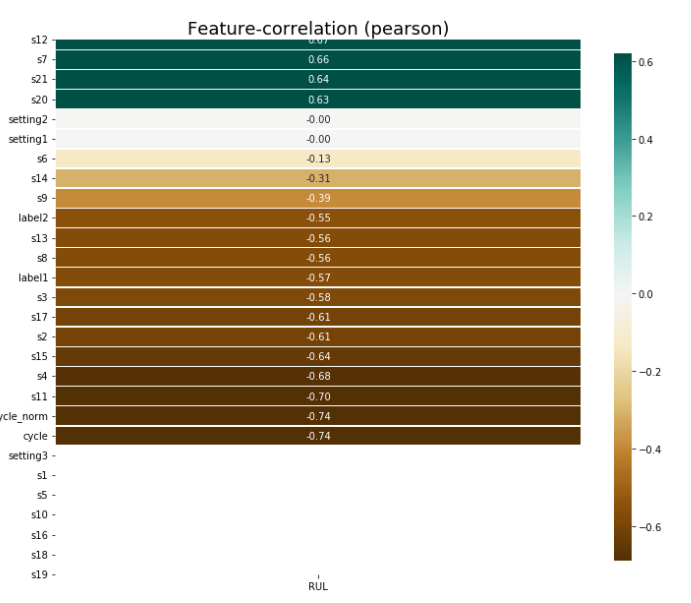 Feature-correlation (pearson)
s12 0.67
s7 0.66
s21 0.64
s20 0.63
setting2 -0.00
setting1 -0.00
s6 -0.13
s14 -0.31
s9 -0.39
label2 -0.55
s13 -0.56
s8 -0.56
label1 -0.57
s3 -0.58
s17 -0.61
s2 -0.61
s15 -0.64
s4 -0.68
s11 -0.70
ycle_norm -0.74
cycle -0.74
setting3
s1
s5
s10
s16
s18
s19
RUL
0.6
0.4
0.2
0.0
−0.2
−0.4
−0.6